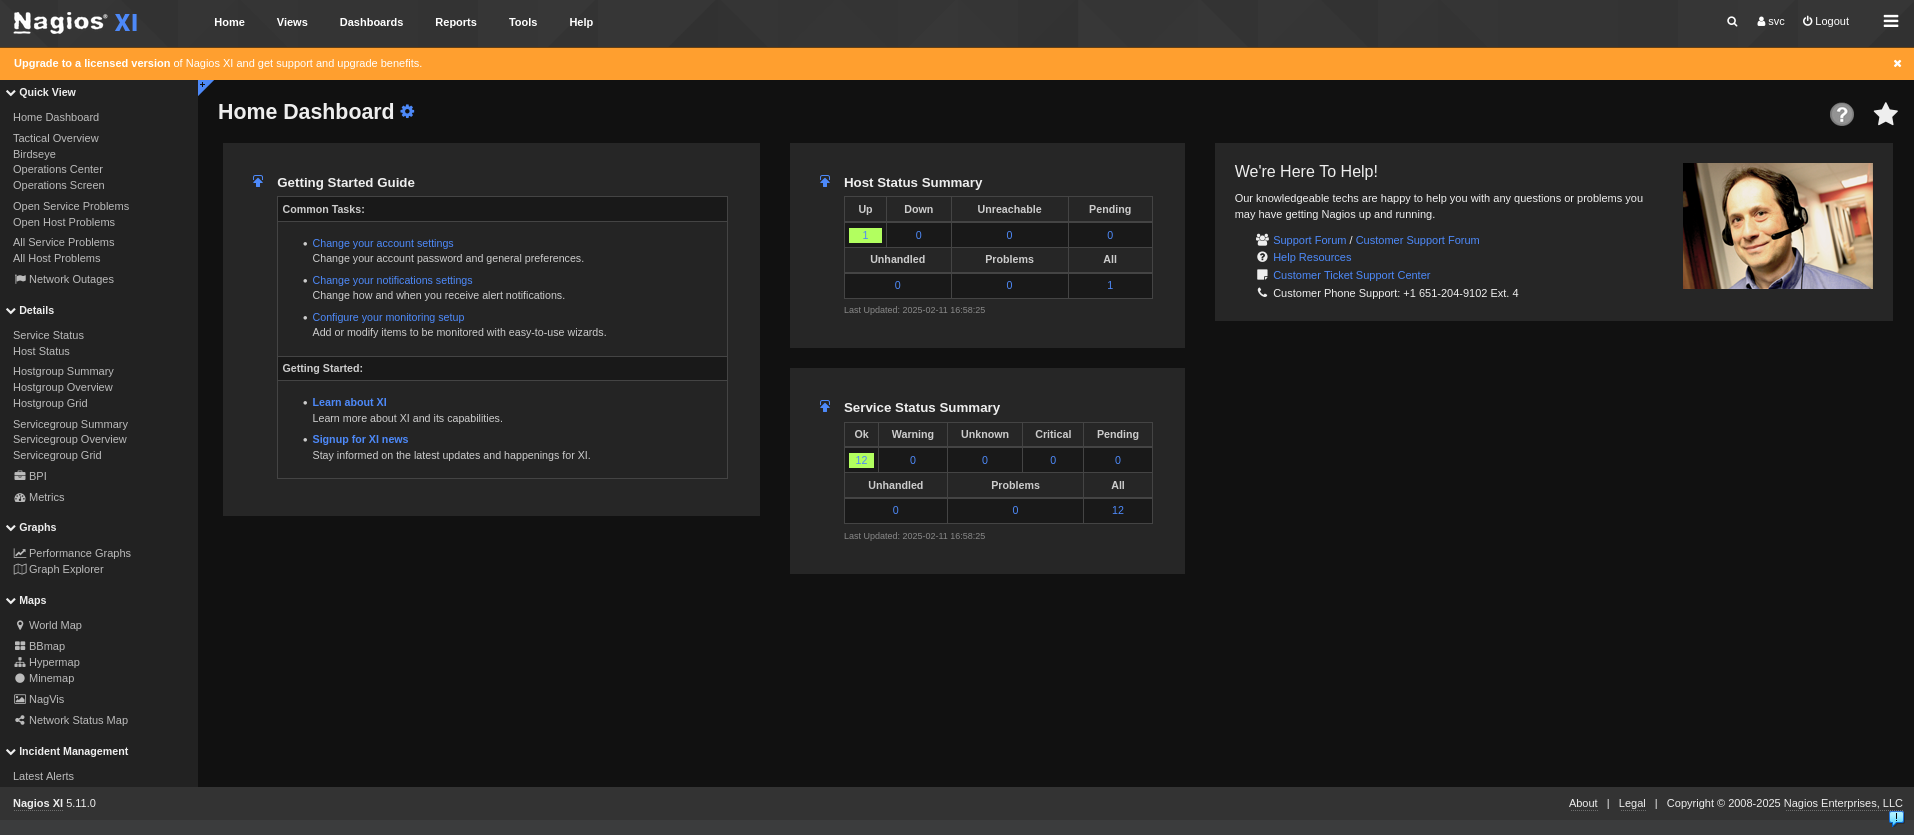 Nagios® XI
Home Views Dashboards Reports Tools Help
svc Logout
Upgrade to a licensed version of Nagios XI and get support and upgrade benefits.
Quick View
Home Dashboard
Tactical Overview
Birdseye
Operations Center
Operations Screen
Open Service Problems
Open Host Problems
All Service Problems
All Host Problems
Network Outages
Details
Service Status
Host Status
Hostgroup Summary
Hostgroup Overview
Hostgroup Grid
Servicegroup Summary
Servicegroup Overview
Servicegroup Grid
BPI
Metrics
Graphs
Performance Graphs
Graph Explorer
Maps
World Map
BBmap
Hypermap
Minemap
NagVis
Network Status Map
Incident Management
Latest Alerts
Home Dashboard
Getting Started Guide
Common Tasks:
• Change your account settings
Change your account password and general preferences.
• Change your notifications settings
Change how and when you receive alert notifications.
• Configure your monitoring setup
Add or modify items to be monitored with easy-to-use wizards.
Getting Started:
• Learn about XI
Learn more about XI and its capabilities.
• Signup for XI news
Stay informed on the latest updates and happenings for XI.
Host Status Summary
Up Down Unreachable Pending
1 0 0 0
Unhandled Problems All
0 0 1
Last Updated: 2025-02-11 16:58:25
Service Status Summary
Ok Warning Unknown Critical Pending
12 0 0 0 0
Unhandled Problems All
0 0 12
Last Updated: 2025-02-11 16:58:25
We're Here To Help!
Our knowledgeable techs are happy to help you with any questions or problems you
may have getting Nagios up and running.
Support Forum / Customer Support Forum
Help Resources
Customer Ticket Support Center
Customer Phone Support: +1 651-204-9102 Ext. 4
Nagios XI 5.11.0
About | Legal | Copyright © 2008-2025 Nagios Enterprises, LLC